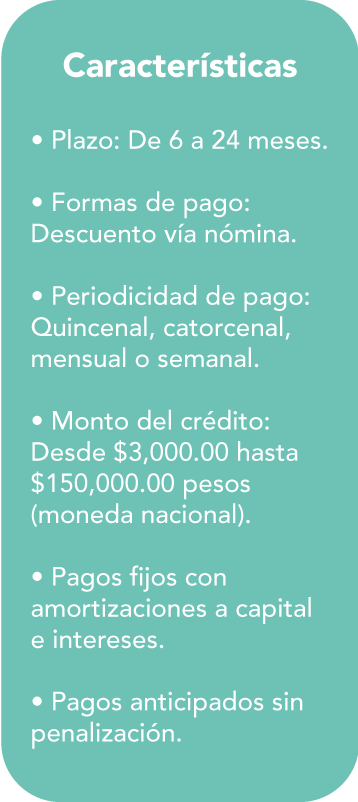 Características
• Plazo: De 6 a 24 meses.
• Formas de pago:
Descuento vía nómina.
• Periodicidad de pago:
Quincenal, catorcenal,
mensual o semanal.
• Monto del crédito:
Desde $3,000.00 hasta
$150,000.00 pesos
(moneda nacional).
• Pagos fijos con
amortizaciones a capital
e intereses.
• Pagos anticipados sin
penalización.